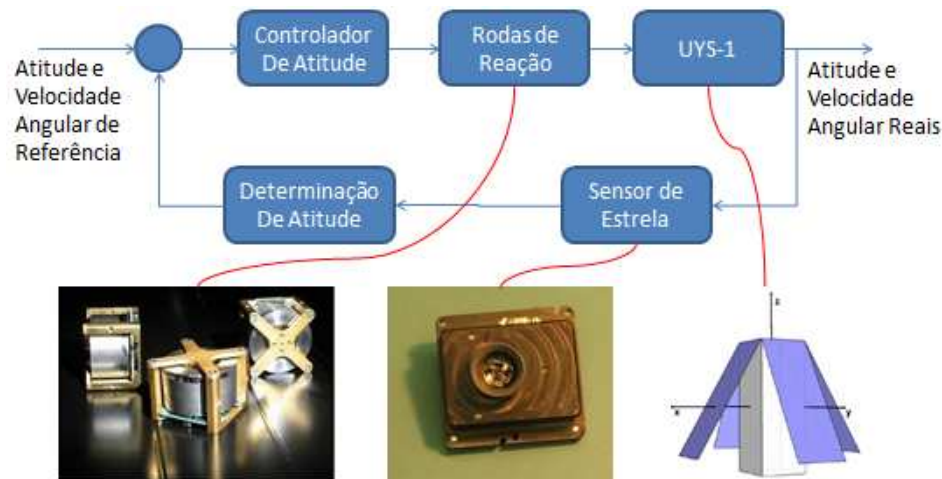 Controlador
De Atitude
Rodas de
Reação
UYS-1
Atitude e
Velocidade
Angular de
Referência
Atitude e
Velocidade
Angular Reais
Determinação
De Atitude
Sensor de
Estrela
z
x
y